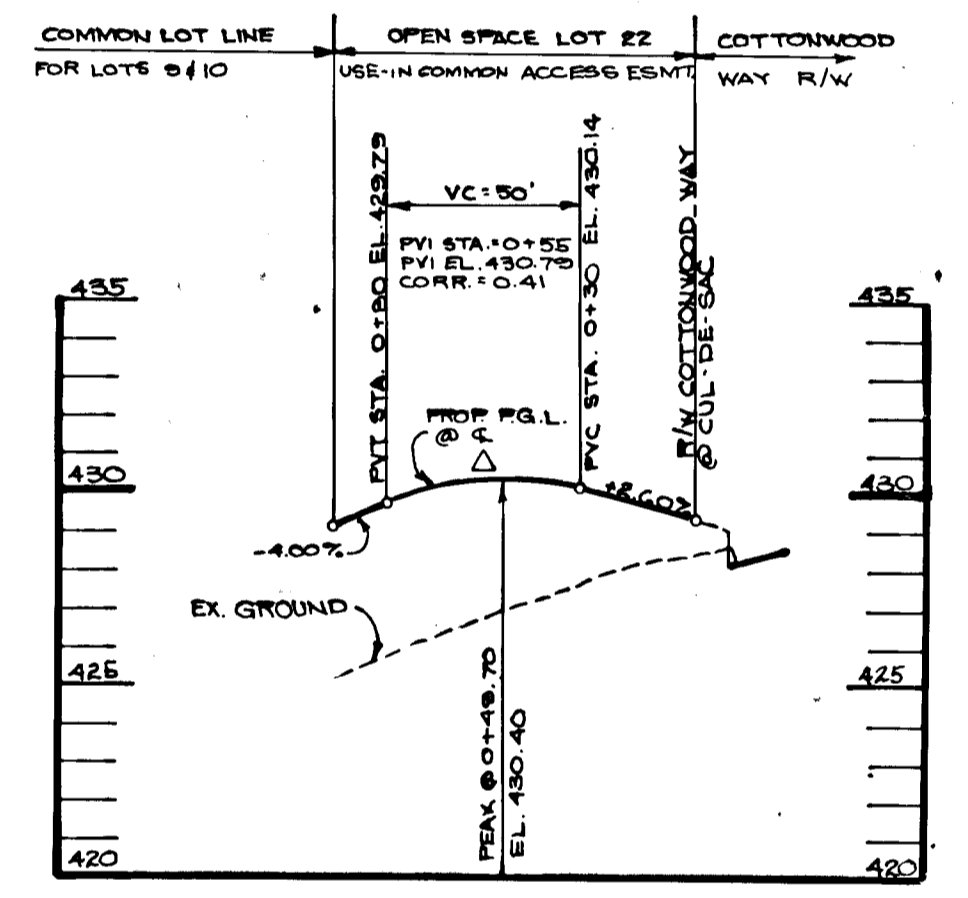 COMMON LOT LINE
FOR LOTS 9 & 10
OPEN SPACE LOT 22
USE-IN COMMON ACCESS ESMT.
COTTONWOOD
WAY R/W
PVT STA. 0+80 EL. 429.79
VC = 50'
PVI STA. = 0+55
PVI EL. 430.79
CORR. = 0.41
PVC STA. 0+30 EL. 430.14
R/W COTTONWOOD WAY
@ CUL-DE-SAC
435
435
PROP. P.G.L.
@ ℄
430
430
+2.60%
-4.00%
EX. GROUND
425
425
PEAK @ 0+49.70
EL. 430.40
420
420